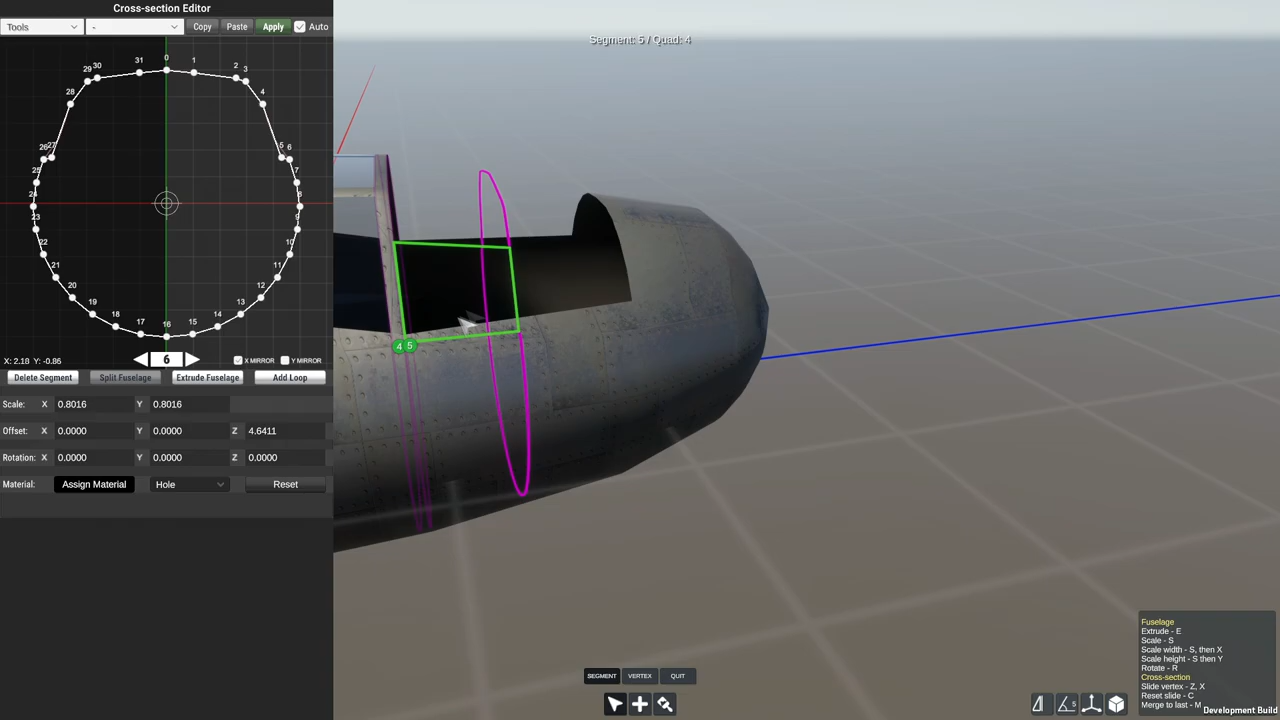 Cross-section Editor
Tools
-
Copy
Paste
Apply
Auto
Segment: 5 / Quad: 4
0
31
1
30
29
2
3
28
4
26
27
5
6
25
7
24
8
23
9
22
10
21
11
20
12
19
13
18
14
17
16
15
X: 2.18 Y: -0.86
6
X MIRROR
Y MIRROR
4
5
Delete Segment
Split Fuselage
Extrude Fuselage
Add Loop
Scale: X 0.8016 Y 0.8016
Offset: X 0.0000 Y 0.0000 Z 4.6411
Rotation: X 0.0000 Y 0.0000 Z 0.0000
Material: Assign Material Hole Reset
SEGMENT
VERTEX
QUIT
5
Fuselage
Extrude - E
Scale - S
Scale width - S, then X
Scale height - S then Y
Rotate - R
Cross-section
Slide vertex - Z, X
Reset slide - C
Merge to last - M
Development Build